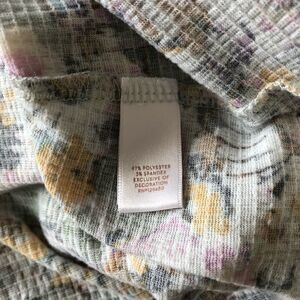 97% POLYESTER
3% SPANDEX
EXCLUSIVE OF
DECORATION